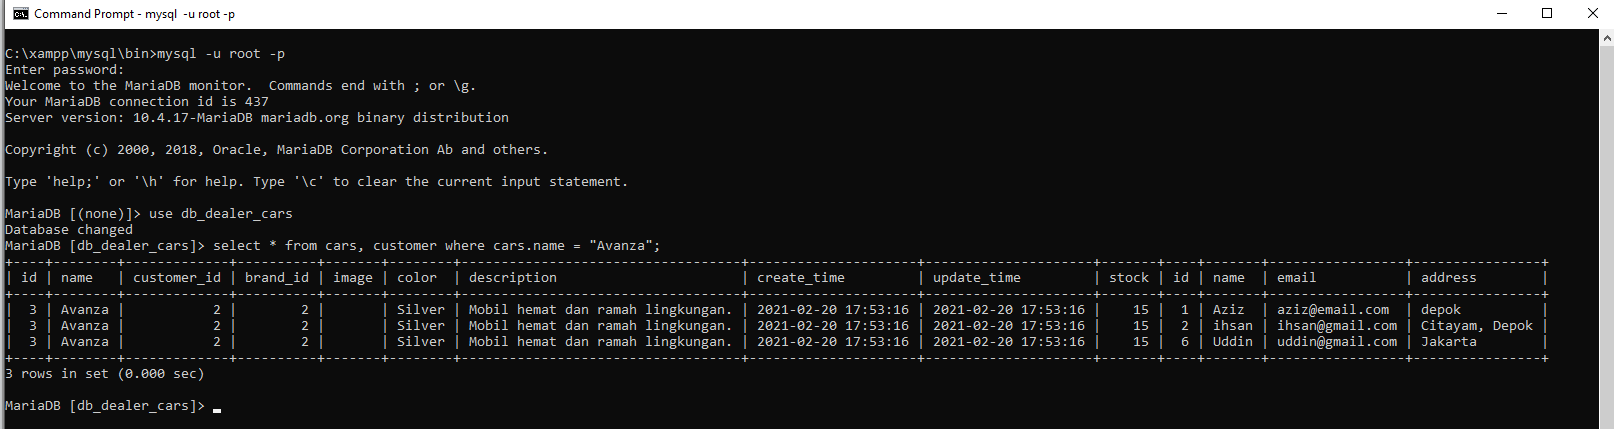 Command Prompt - mysql  -u root -p
C:\xampp\mysql\bin>mysql -u root -p
Enter password:
Welcome to the MariaDB monitor.  Commands end with ; or \g.
Your MariaDB connection id is 437
Server version: 10.4.17-MariaDB mariadb.org binary distribution
Copyright (c) 2000, 2018, Oracle, MariaDB Corporation Ab and others.
Type 'help;' or '\h' for help. Type '\c' to clear the current input statement.
MariaDB [(none)]> use db_dealer_cars
Database changed
MariaDB [db_dealer_cars]> select * from cars, customer where cars.name = "Avanza";
+----+--------+-------------+----------+-------+--------+----------------------------------+---------------------+---------------------+-------+----+-------+-----------------+----------------+
| id | name   | customer_id | brand_id | image | color  | description                      | create_time         | update_time         | stock | id | name  | email           | address        |
+----+--------+-------------+----------+-------+--------+----------------------------------+---------------------+---------------------+-------+----+-------+-----------------+----------------+
|  3 | Avanza |           2 |        2 |       | Silver | Mobil hemat dan ramah lingkungan. | 2021-02-20 17:53:16 | 2021-02-20 17:53:16 |    15 |  1 | Aziz  | aziz@email.com  | depok          |
|  3 | Avanza |           2 |        2 |       | Silver | Mobil hemat dan ramah lingkungan. | 2021-02-20 17:53:16 | 2021-02-20 17:53:16 |    15 |  2 | ihsan | ihsan@gmail.com | Citayam, Depok |
|  3 | Avanza |           2 |        2 |       | Silver | Mobil hemat dan ramah lingkungan. | 2021-02-20 17:53:16 | 2021-02-20 17:53:16 |    15 |  6 | Uddin | uddin@gmail.com | Jakarta        |
+----+--------+-------------+----------+-------+--------+----------------------------------+---------------------+---------------------+-------+----+-------+-----------------+----------------+
3 rows in set (0.000 sec)
MariaDB [db_dealer_cars]>